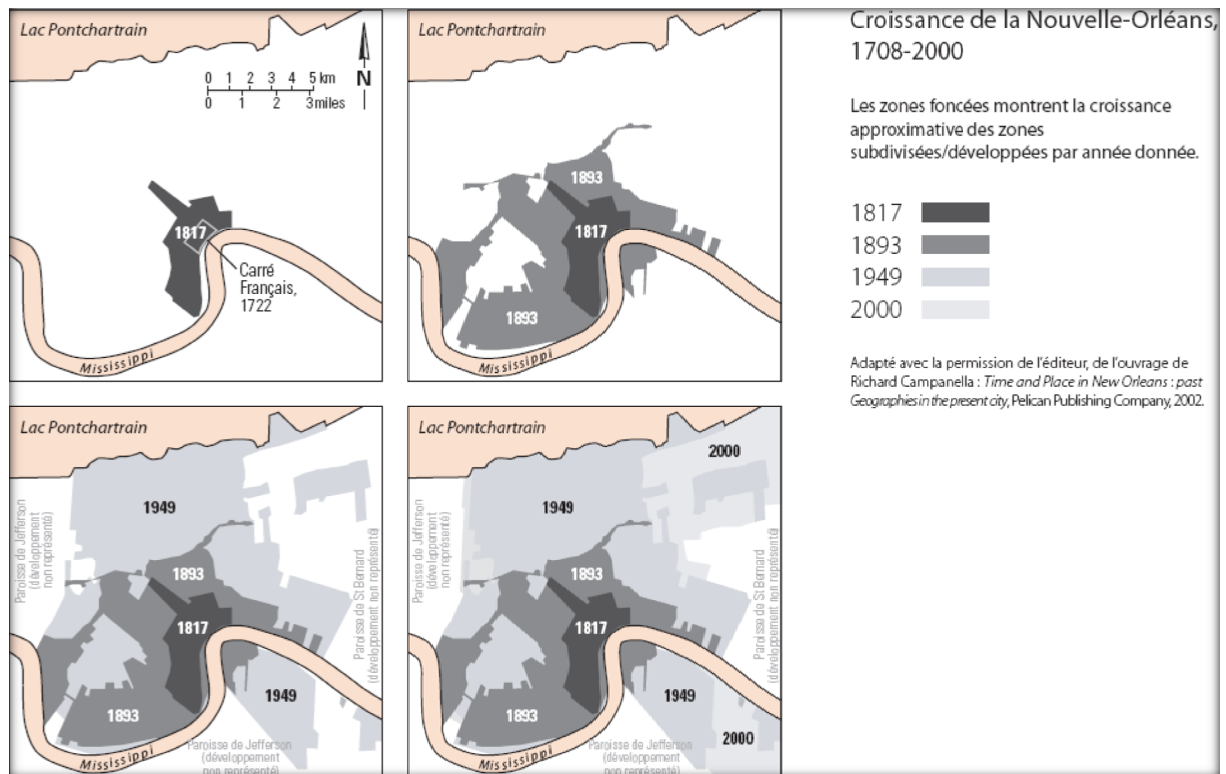 Lac Pontchartrain
0 1 2 3 4 5 km
0 1 2 3 miles
N
1817
Carré
Français,
1722
Mississippi
Lac Pontchartrain
1893
1817
1893
Mississippi
Croissance de la Nouvelle-Orléans,
1708-2000
Les zones foncées montrent la croissance
approximative des zones
subdivisées/développées par année donnée.
1817
1893
1949
2000
Adapté avec la permission de l'éditeur, de l'ouvrage de
Richard Campanella : Time and Place in New Orleans : past
Geographies in the present city, Pelican Publishing Company, 2002.
Lac Pontchartrain
1949
Paroisse de Jefferson
(développement
non représenté)
1893
1817
Paroisse de St Bernard
(développement non représenté)
1949
1893
Paroisse de Jefferson
(développement
non représenté)
Mississippi
Lac Pontchartrain
2000
1949
Paroisse de Jefferson
(développement
non représenté)
1893
1817
Paroisse de St Bernard
(développement non représenté)
1949
1893
2000
Paroisse de Jefferson
(développement
non représenté)
Mississippi